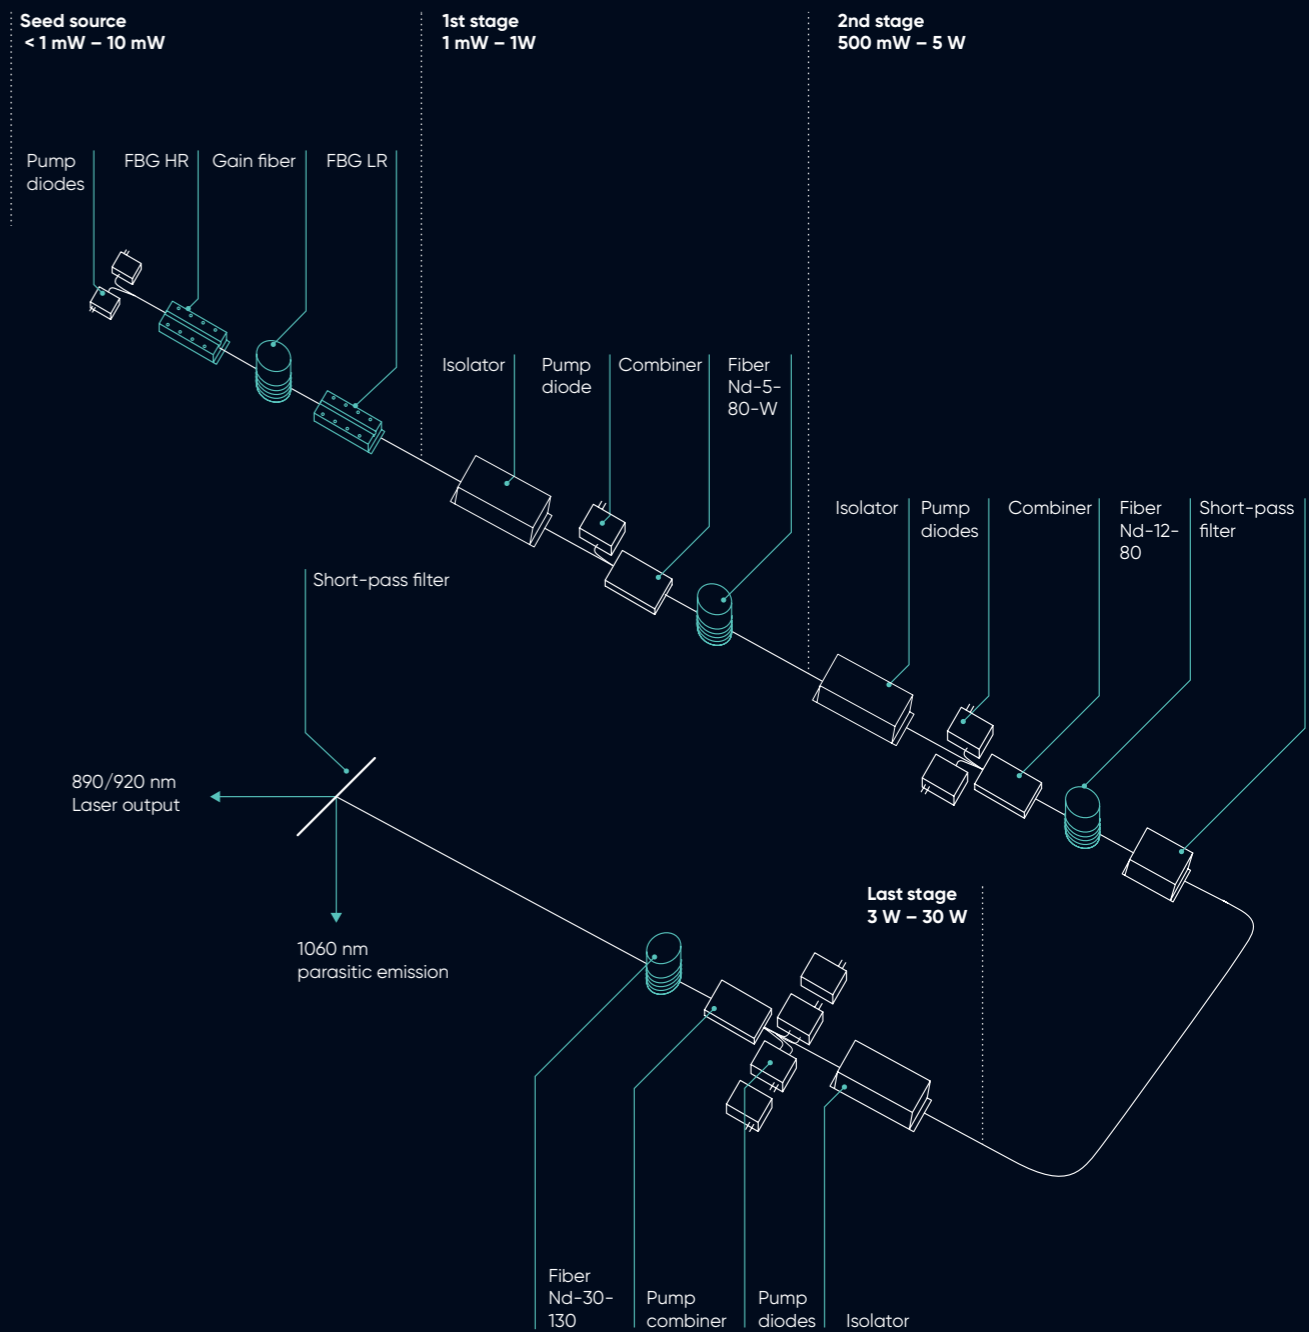 Seed source
< 1 mW – 10 mW
1st stage
1 mW – 1W
2nd stage
500 mW – 5 W
Pump
diodes
FBG HR
Gain fiber
FBG LR
Isolator
Pump
diode
Combiner
Fiber
Nd-5-
80-W
Isolator
Pump
diodes
Combiner
Fiber
Nd-12-
80
Short-pass
filter
Short-pass filter
890/920 nm
Laser output
1060 nm
parasitic emission
Last stage
3 W – 30 W
Fiber
Nd-30-
130
Pump
combiner
Pump
diodes
Isolator